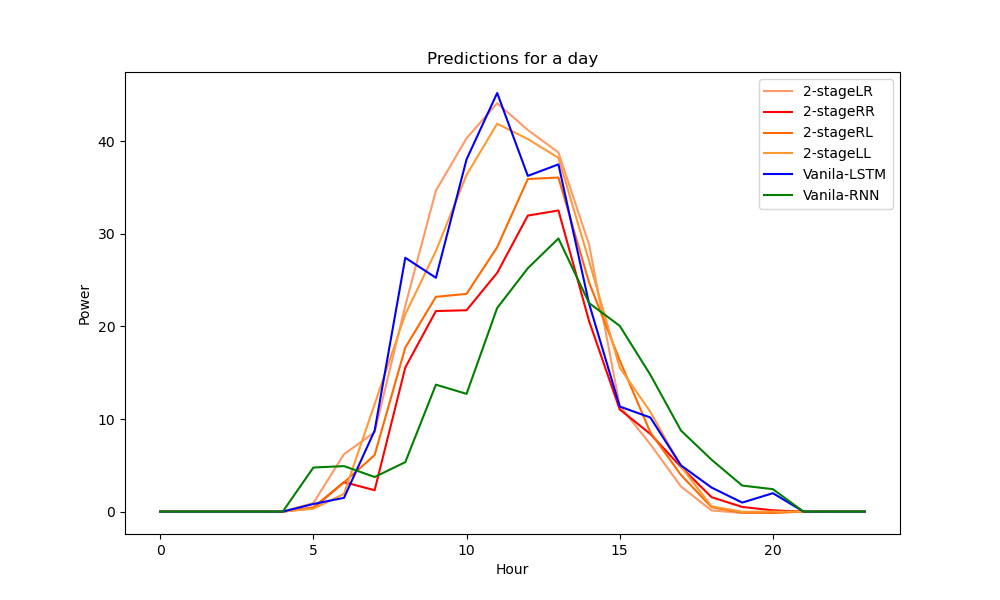 Predictions for a day
2-stageLR
2-stageRR
2-stageRL
2-stageLL
Vanila-LSTM
Vanila-RNN
Power
40
30
20
10
0
0 5 10 15 20
Hour